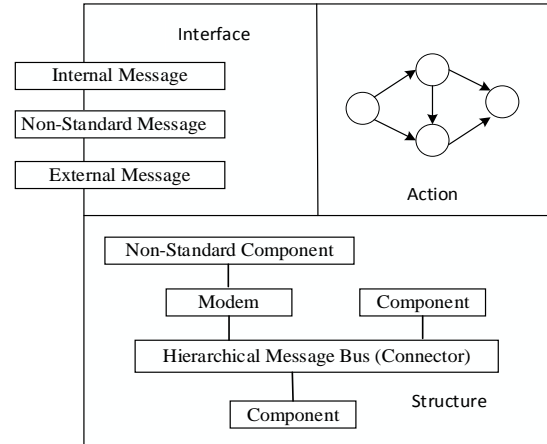 Interface
Internal Message
Non-Standard Message
External Message
Action
Non-Standard Component
Modem
Component
Hierarchical Message Bus (Connector)
Component
Structure